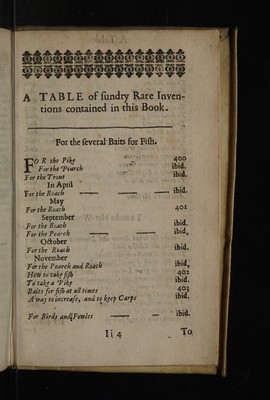 A TABLE of sundry Rare Inven-
tions contained in this Book.
For the several Baits for Fish.
FOR the Pike 400
For the Pearch ibid.
For the Trout ibid.
In April
For the Roach ibid.
May
For the Roach 401
September
For the Roach ibid.
For the Pearch ibid,
October
For the Roach ibid.
November
For the Pearch and Roach ibid,
How to take fish 402
To take a Pike ibid.
Baits for fish at all times 403
A way to increase, and to keep Carps ibid.
For Birds and Fowles ibid.
Ii 4 To